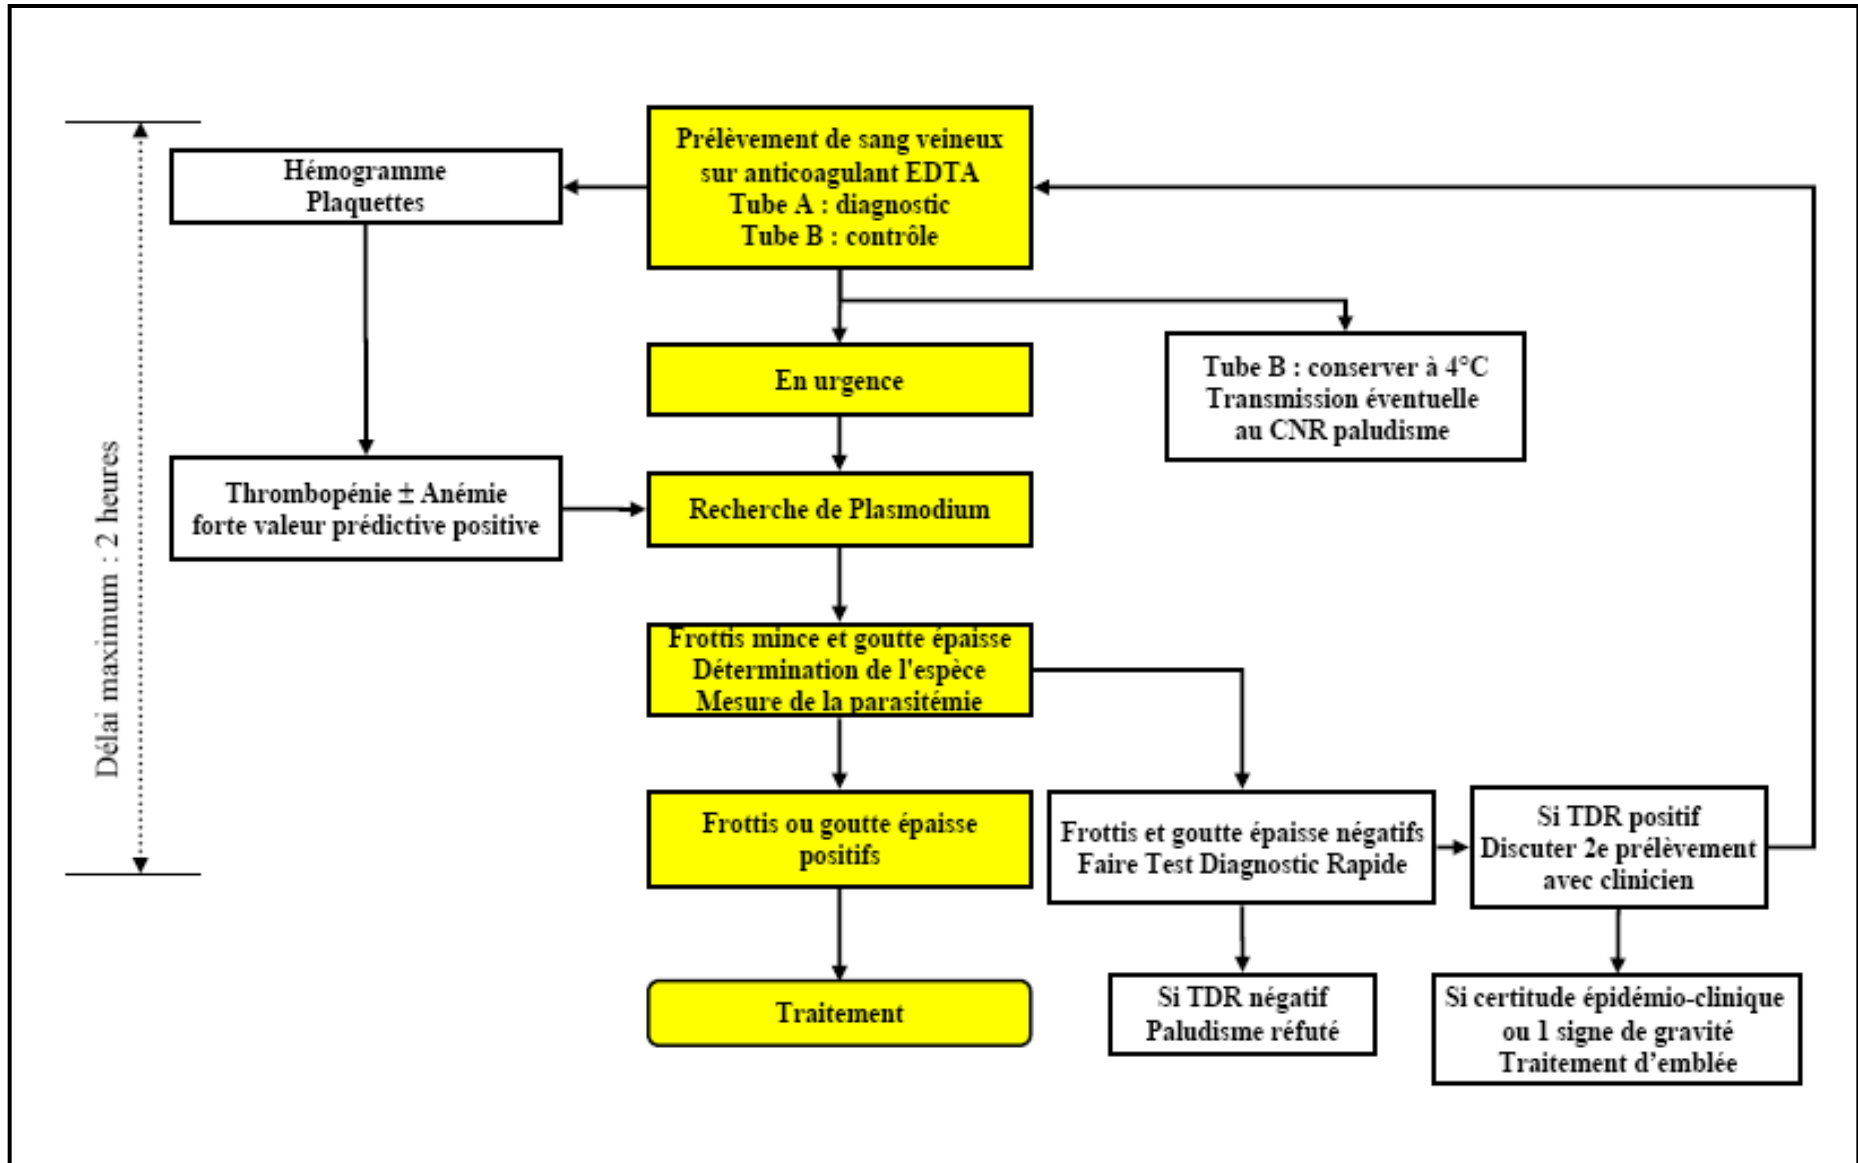 Prélèvement de sang veineux
sur anticoagulant EDTA
Tube A : diagnostic
Tube B : contrôle
Hémogramme
Plaquettes
En urgence
Tube B : conserver à 4°C
Transmission éventuelle
au CNR paludisme
Délai maximum : 2 heures
Thrombopénie ± Anémie
forte valeur prédictive positive
Recherche de Plasmodium
Frottis mince et goutte épaisse
Détermination de l'espèce
Mesure de la parasitémie
Frottis ou goutte épaisse
positifs
Frottis et goutte épaisse négatifs
Faire Test Diagnostic Rapide
Si TDR positif
Discuter 2e prélèvement
avec clinicien
Traitement
Si TDR négatif
Paludisme réfuté
Si certitude épidémio-clinique
ou 1 signe de gravité
Traitement d’emblée